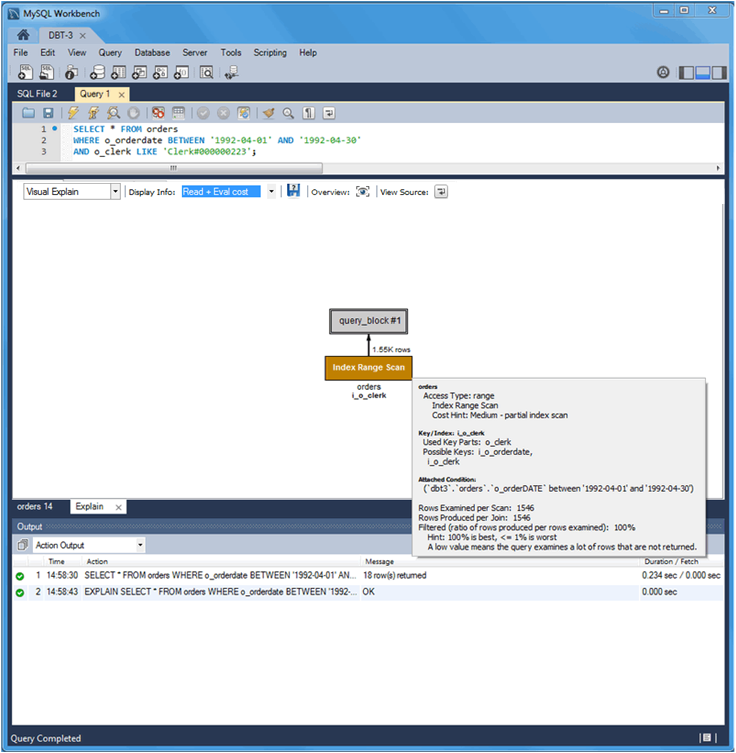 MySQL Workbench
DBT-3
File Edit View Query Database Server Tools Scripting Help
SQL File 2 Query 1
1 SELECT * FROM orders
2 WHERE o_orderdate BETWEEN '1992-04-01' AND '1992-04-30'
3 AND o_clerk LIKE 'Clerk#000000223';
Visual Explain Display Info: Read + Eval cost Overview: View Source:
query_block #1
1.55K rows
Index Range Scan
orders
i_o_clerk
orders
Access Type: range
Index Range Scan
Cost Hint: Medium - partial index scan
Key/Index: i_o_clerk
Used Key Parts: o_clerk
Possible Keys: i_o_orderdate,
i_o_clerk
Attached Condition:
(`dbt3`.`orders`.`o_orderDATE` between '1992-04-01' and '1992-04-30')
Rows Examined per Scan: 1546
Rows Produced per Join: 1546
Filtered (ratio of rows produced per rows examined): 100%
Hint: 100% is best, <= 1% is worst
A low value means the query examines a lot of rows that are not returned.
orders 14 Explain
Output
Action Output
Time Action Message Duration / Fetch
1 14:58:30 SELECT * FROM orders WHERE o_orderdate BETWEEN '1992-04-01' AN... 18 row(s) returned 0.234 sec / 0.000 sec
2 14:58:43 EXPLAIN SELECT * FROM orders WHERE o_orderdate BETWEEN '1992-... OK 0.000 sec
Query Completed